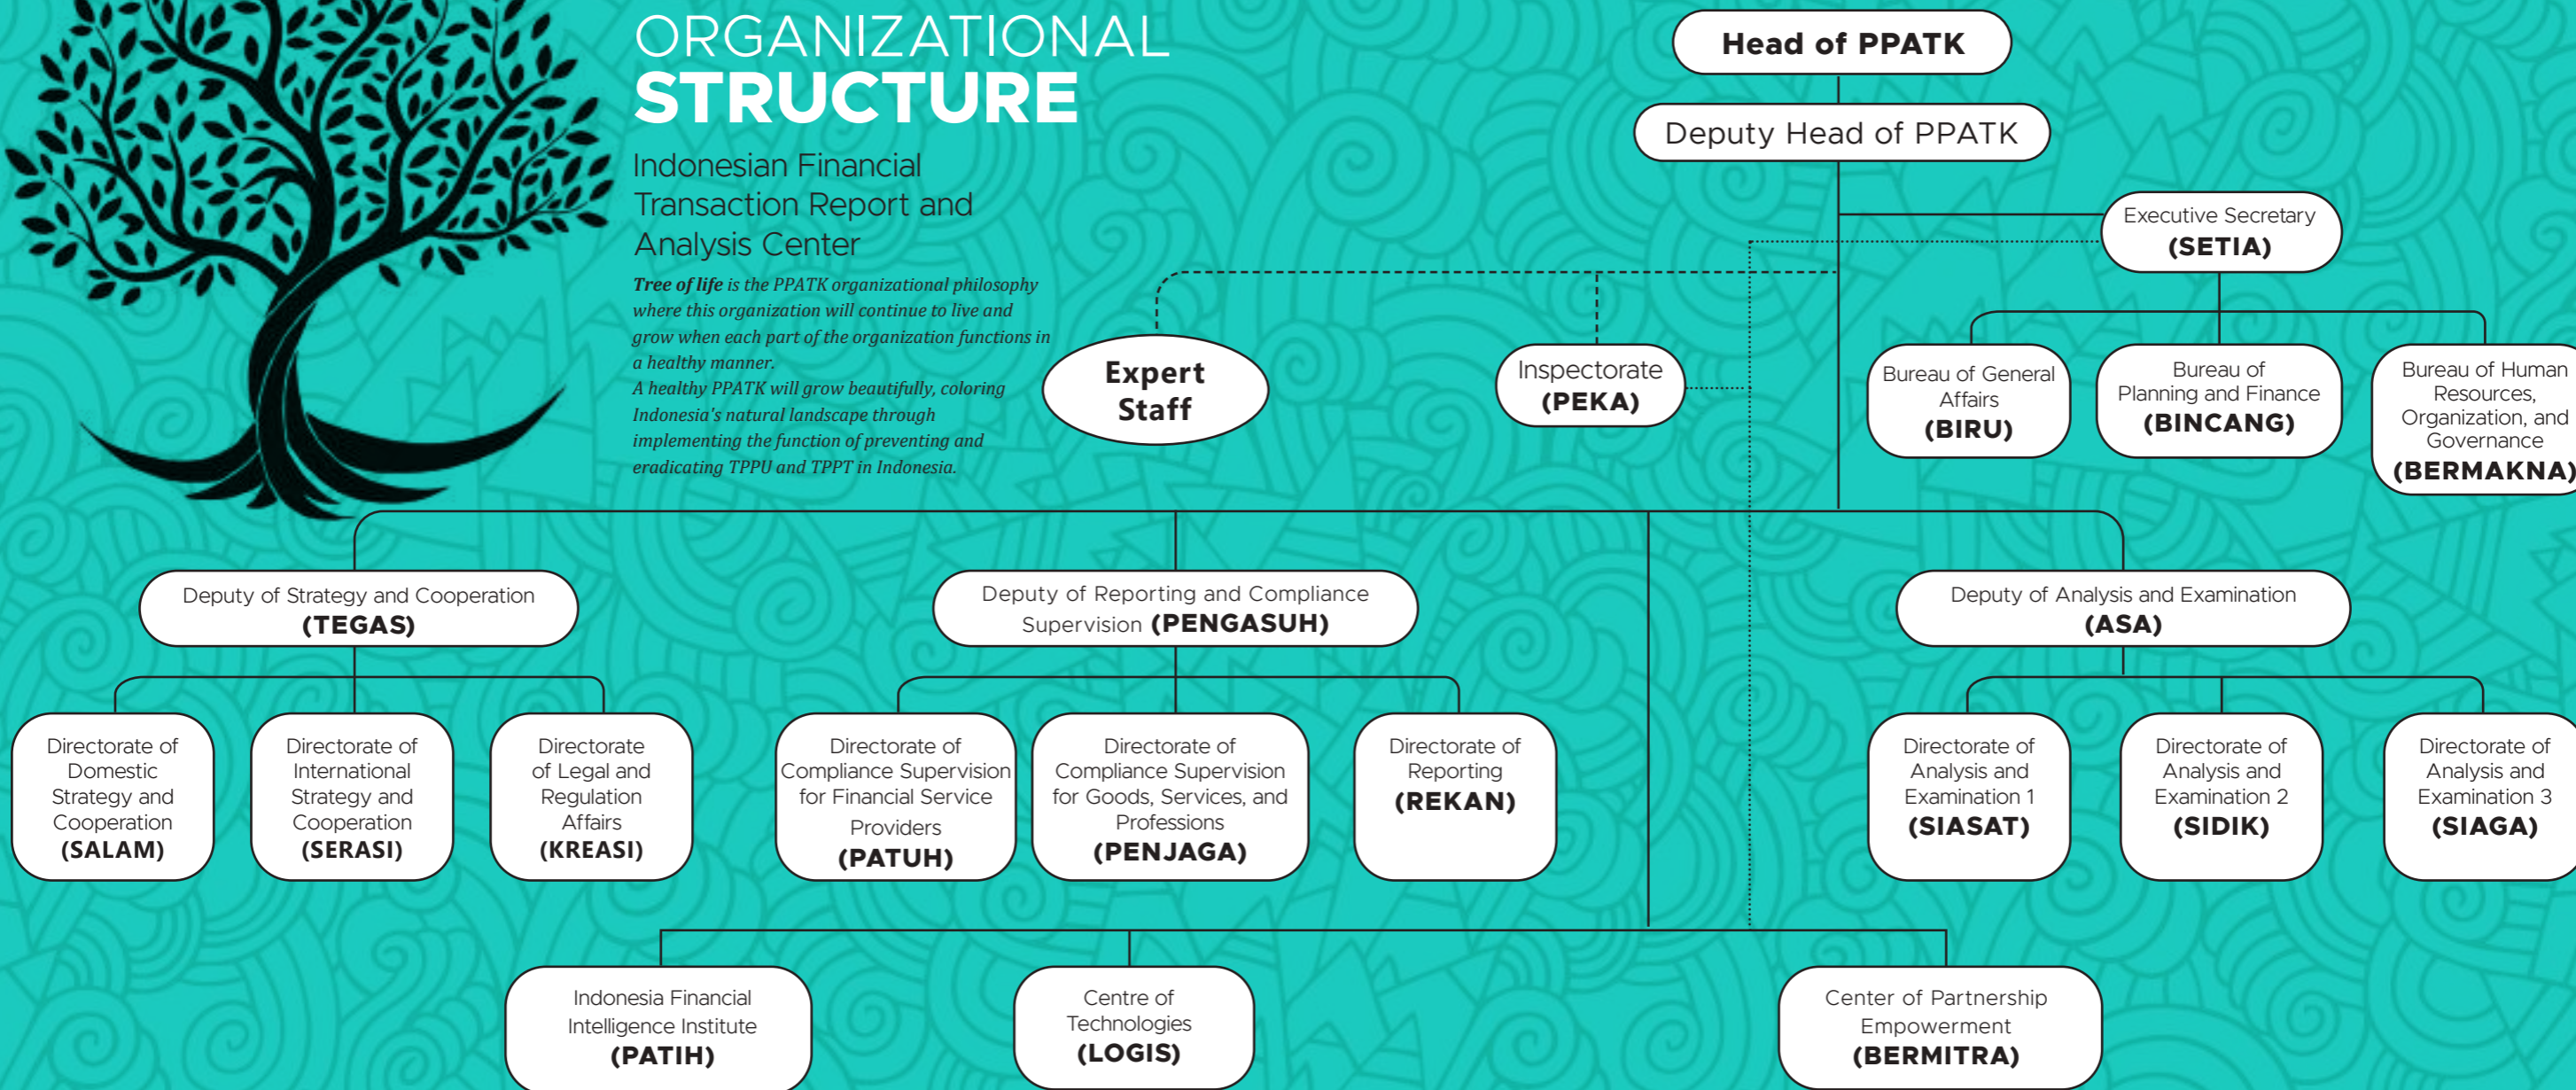 ORGANIZATIONAL
STRUCTURE
Indonesian Financial
Transaction Report and
Analysis Center
Tree of life is the PPATK organizational philosophy
where this organization will continue to live and
grow when each part of the organization functions in
a healthy manner.
A healthy PPATK will grow beautifully, coloring
Indonesia's natural landscape through
implementing the function of preventing and
eradicating TPPU and TPPT in Indonesia.
Head of PPATK
Deputy Head of PPATK
Executive Secretary
(SETIA)
Expert
Staff
Inspectorate
(PEKA)
Bureau of General
Affairs
(BIRU)
Bureau of
Planning and Finance
(BINCANG)
Bureau of Human
Resources,
Organization, and
Governance
(BERMAKNA)
Deputy of Strategy and Cooperation
(TEGAS)
Deputy of Reporting and Compliance
Supervision (PENGASUH)
Deputy of Analysis and Examination
(ASA)
Directorate of
Domestic
Strategy and
Cooperation
(SALAM)
Directorate of
International
Strategy and
Cooperation
(SERASI)
Directorate
of Legal and
Regulation
Affairs
(KREASI)
Directorate of
Compliance Supervision
for Financial Service
Providers
(PATUH)
Directorate of
Compliance Supervision
for Goods, Services, and
Professions
(PENJAGA)
Directorate of
Reporting
(REKAN)
Directorate of
Analysis and
Examination 1
(SIASAT)
Directorate of
Analysis and
Examination 2
(SIDIK)
Directorate of
Analysis and
Examination 3
(SIAGA)
Indonesia Financial
Intelligence Institute
(PATIH)
Centre of
Technologies
(LOGIS)
Center of Partnership
Empowerment
(BERMITRA)